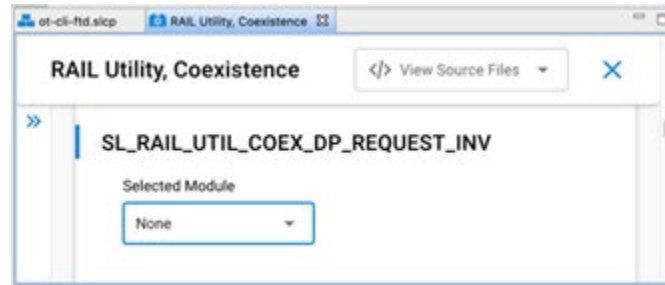 ot-cli-ftd.slcp
RAIL Utility, Coexistence
RAIL Utility, Coexistence
</> View Source Files
SL_RAIL_UTIL_COEX_DP_REQUEST_INV
Selected Module
None